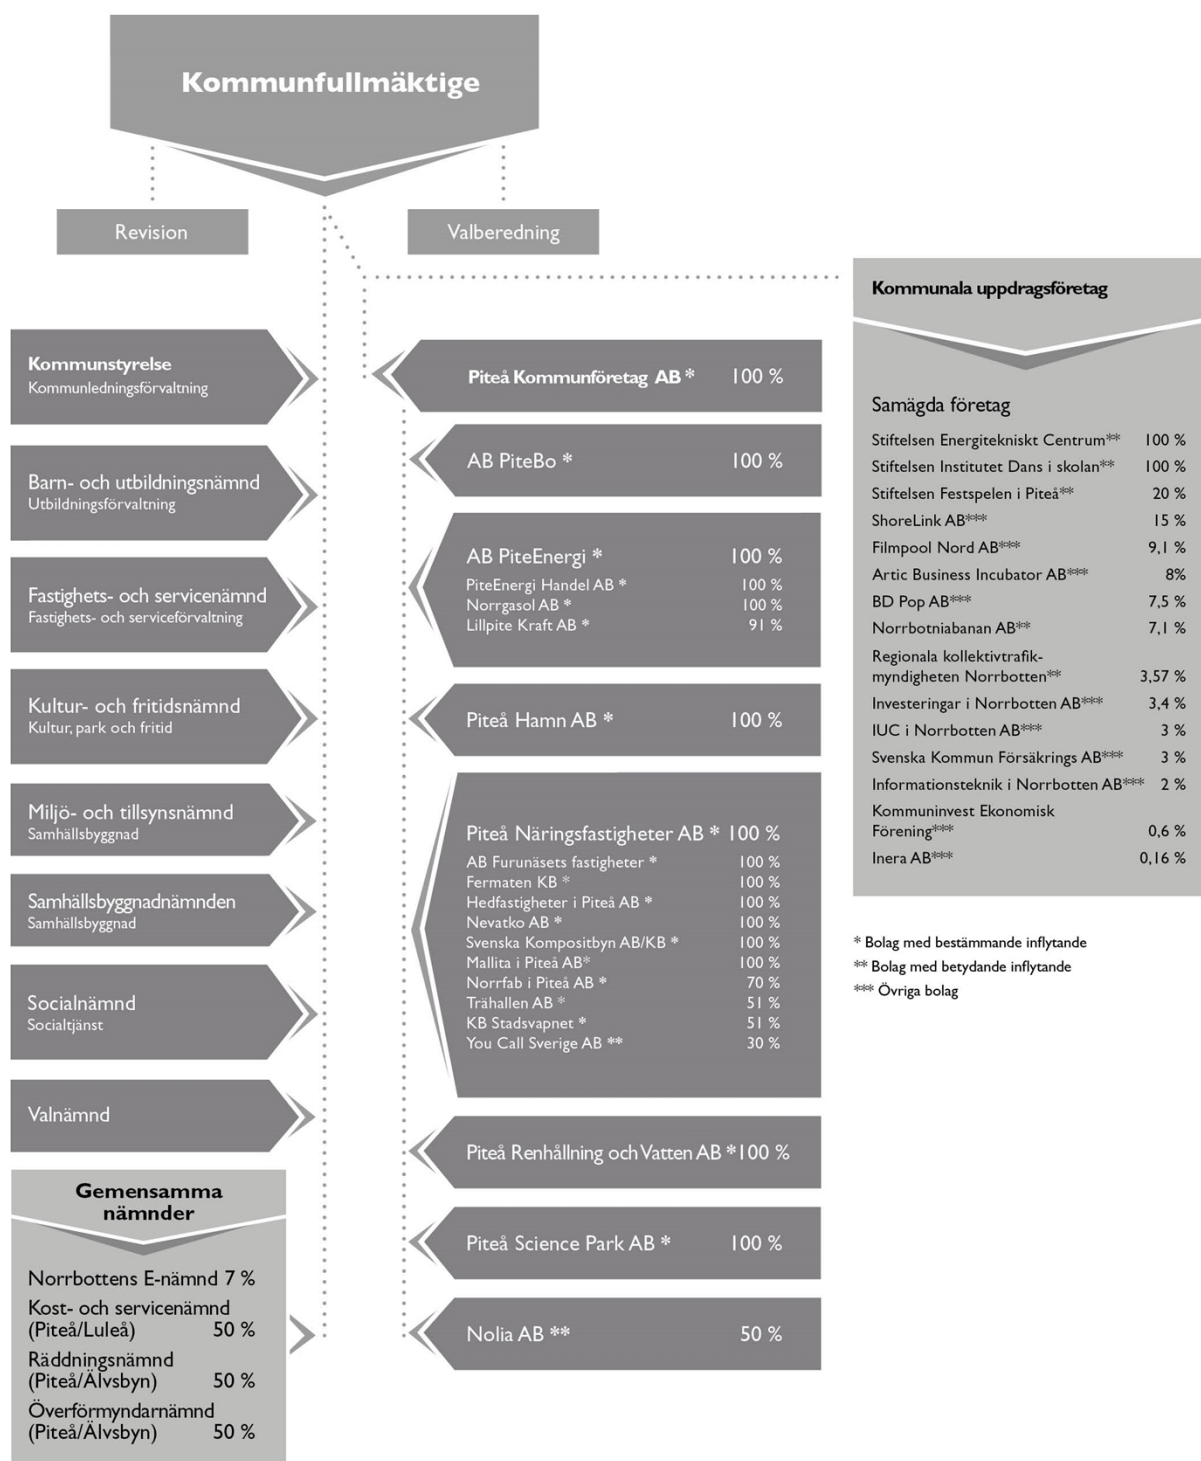 Kommunfullmäktige
Revision
Valberedning
Kommunstyrelse
Kommunledningsförvaltning
Barn- och utbildningsnämnd
Utbildningsförvaltning
Fastighets- och servicenämnd
Fastighets- och serviceförvaltning
Kultur- och fritidsnämnd
Kultur, park och fritid
Miljö- och tillsynsnämnd
Samhällsbyggnad
Samhällsbyggnadnämnden
Samhällsbyggnad
Socialnämnd
Socialtjänst
Valnämnd
Gemensamma
nämnder
Norrbottens E-nämnd 7 %
Kost- och servicenämnd
(Piteå/Luleå) 50 %
Räddningsnämnd
(Piteå/Älvsbyn) 50 %
Överförmyndarnämnd
(Piteå/Älvsbyn) 50 %
Piteå Kommunföretag AB * 100 %
AB PiteBo * 100 %
AB PiteEnergi * 100 %
PiteEnergi Handel AB * 100 %
Norrgasol AB * 100 %
Lillpite Kraft AB * 91 %
Piteå Hamn AB * 100 %
Piteå Näringsfastigheter AB * 100 %
AB Furunäsets fastigheter * 100 %
Fermaten KB * 100 %
Hedfastigheter i Piteå AB * 100 %
Nevatko AB * 100 %
Svenska Kompositbyn AB/KB * 100 %
Mallita i Piteå AB* 100 %
Norrfab i Piteå AB * 70 %
Trähallen AB * 51 %
KB Stadsvapnet * 51 %
You Call Sverige AB ** 30 %
Piteå Renhållning och Vatten AB *100 %
Piteå Science Park AB * 100 %
Nolia AB ** 50 %
Kommunala uppdragsföretag
Samägda företag
Stiftelsen Energitekniskt Centrum** 100 %
Stiftelsen Institutet Dans i skolan** 100 %
Stiftelsen Festspelen i Piteå** 20 %
ShoreLink AB*** 15 %
Filmpool Nord AB*** 9,1 %
Artic Business Incubator AB*** 8%
BD Pop AB*** 7,5 %
Norrbotniabanan AB** 7,1 %
Regionala kollektivtrafik-
myndigheten Norrbotten** 3,57 %
Investeringar i Norrbotten AB*** 3,4 %
IUC i Norrbotten AB*** 3 %
Svenska Kommun Försäkrings AB*** 3 %
Informationsteknik i Norrbotten AB*** 2 %
Kommuninvest Ekonomisk
Förening*** 0,6 %
Inera AB*** 0,16 %
* Bolag med bestämmande inflytande
** Bolag med betydande inflytande
*** Övriga bolag